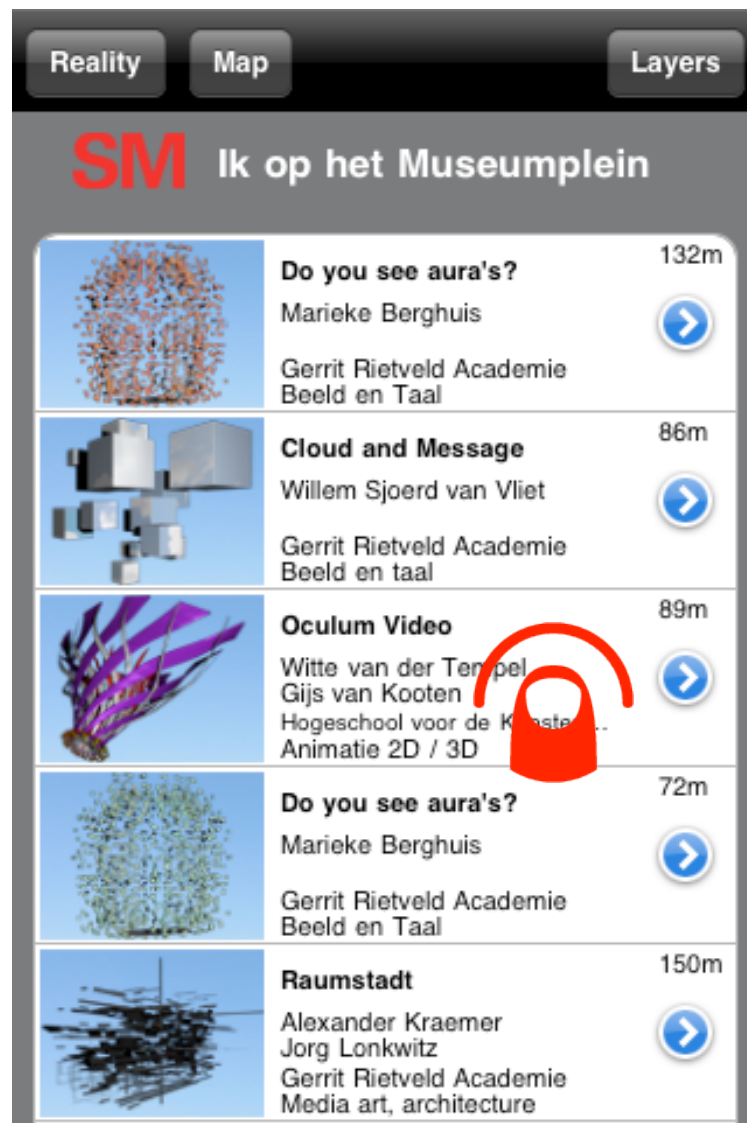 Reality Map Layers
SM Ik op het Museumplein
Do you see aura's? 132m
Marieke Berghuis
Gerrit Rietveld Academie
Beeld en Taal
Cloud and Message 86m
Willem Sjoerd van Vliet
Gerrit Rietveld Academie
Beeld en taal
Oculum Video 89m
Witte van der Tempel
Gijs van Kooten
Hogeschool voor de
Animatie 2D / 3D
Do you see aura's? 72m
Marieke Berghuis
Gerrit Rietveld Academie
Beeld en Taal
Raumstadt 150m
Alexander Kraemer
Jorg Lonkwitz
Gerrit Rietveld Academie
Media art, architecture